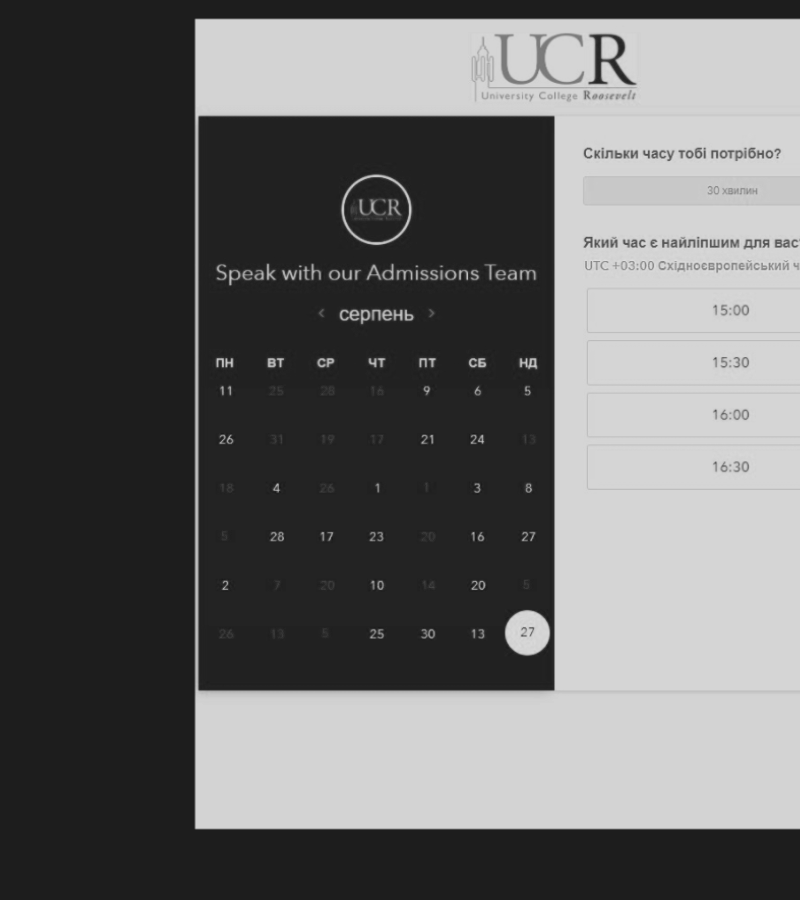 UCR
University College Roosevelt
UCR
Speak with our Admissions Team
< серпень >
ПН ВТ СР ЧТ ПТ СБ НД
11 25 28 16 9 6 5
26 31 19 17 21 24 13
18 4 26 1 1 3 8
5 28 17 23 20 16 27
2 7 20 10 14 20 5
26 13 5 25 30 13 27
Скільки часу тобі потрібно?
30 хвилин
Який час є найліпшим для вас
UTC +03:00 Східноєвропейський ч
15:00
15:30
16:00
16:30